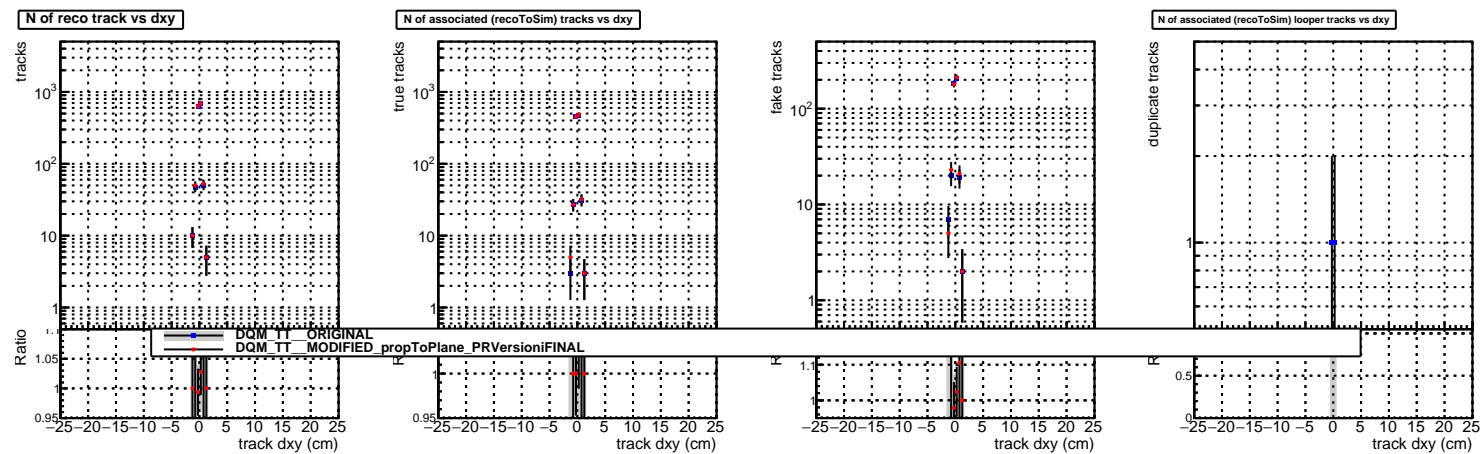 N of reco track vs dxy
N of associated (recoToSim) tracks vs dxy
N of associated (recoToSim) looper tracks vs dxy
tracks
10³
10²
10
1
true tracks
10³
10²
10
1
fake tracks
10²
10
1
duplicate tracks
1
DQM_TT__ORIGINAL
DQM_TT__MODIFIED_propToPlane_PRVersioniFINAL
Ratio
1.05
1
0.95
−25−20−15−10 −5 0 5 10 15 20 25
track dxy (cm)
1
0.95
−25−20−15−10 −5 0 5 10 15 20 25
track dxy (cm)
1.1
1
−25−20−15−10 −5 0 5 10 15 20 25
track dxy (cm)
0.5
0
−25−20−15−10 −5 0 5 10 15 20 25
track dxy (cm)